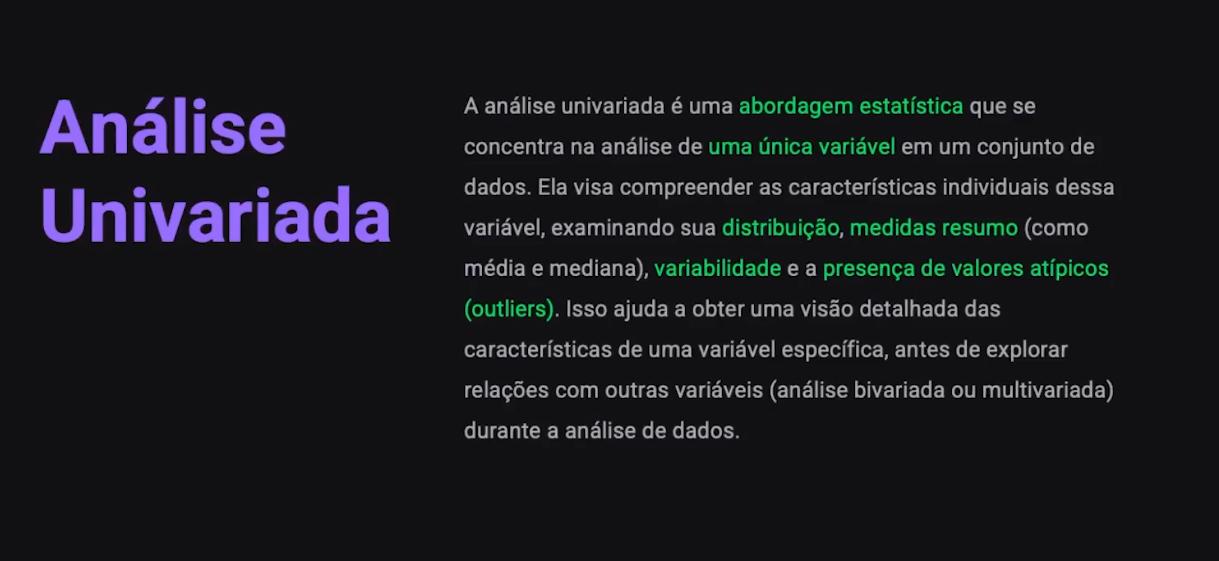 Análise
Univariada
A análise univariada é uma abordagem estatística que se
concentra na análise de uma única variável em um conjunto de
dados. Ela visa compreender as características individuais dessa
variável, examinando sua distribuição, medidas resumo (como
média e mediana), variabilidade e a presença de valores atípicos
(outliers). Isso ajuda a obter uma visão detalhada das
características de uma variável específica, antes de explorar
relações com outras variáveis (análise bivariada ou multivariada)
durante a análise de dados.